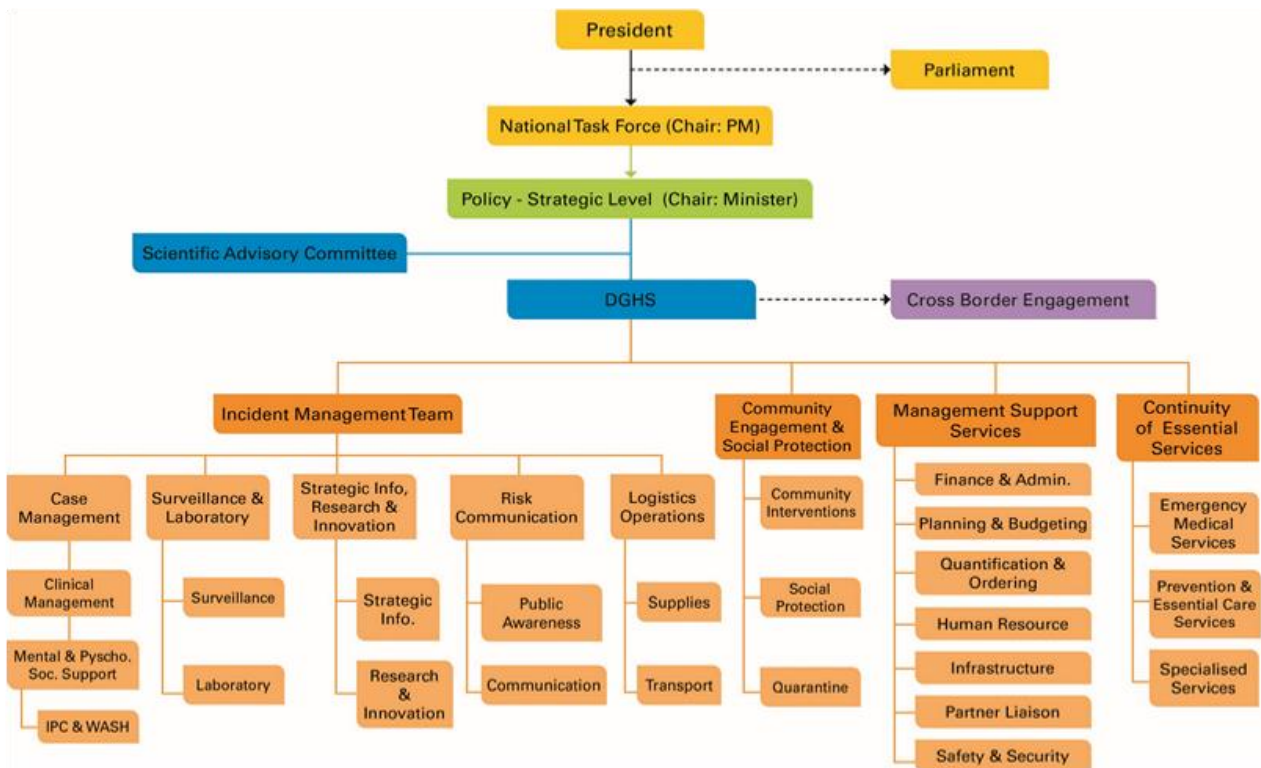 President
Parliament
National Task Force (Chair: PM)
Policy - Strategic Level (Chair: Minister)
Scientific Advisory Committee
DGHS
Cross Border Engagement
Incident Management Team
Community
Engagement &
Social Protection
Management Support
Services
Continuity
of Essential
Services
Case
Management
Clinical
Management
Mental & Pyscho.
Soc. Support
IPC & WASH
Surveillance &
Laboratory
Surveillance
Laboratory
Strategic Info,
Research &
Innovation
Strategic
Info.
Research
&
Innovation
Risk
Communication
Public
Awareness
Communication
Logistics
Operations
Supplies
Transport
Community
Interventions
Social
Protection
Quarantine
Finance & Admin.
Planning & Budgeting
Quantification &
Ordering
Human Resource
Infrastructure
Partner Liaison
Safety & Security
Emergency
Medical
Services
Prevention &
Essential Care
Services
Specialised
Services